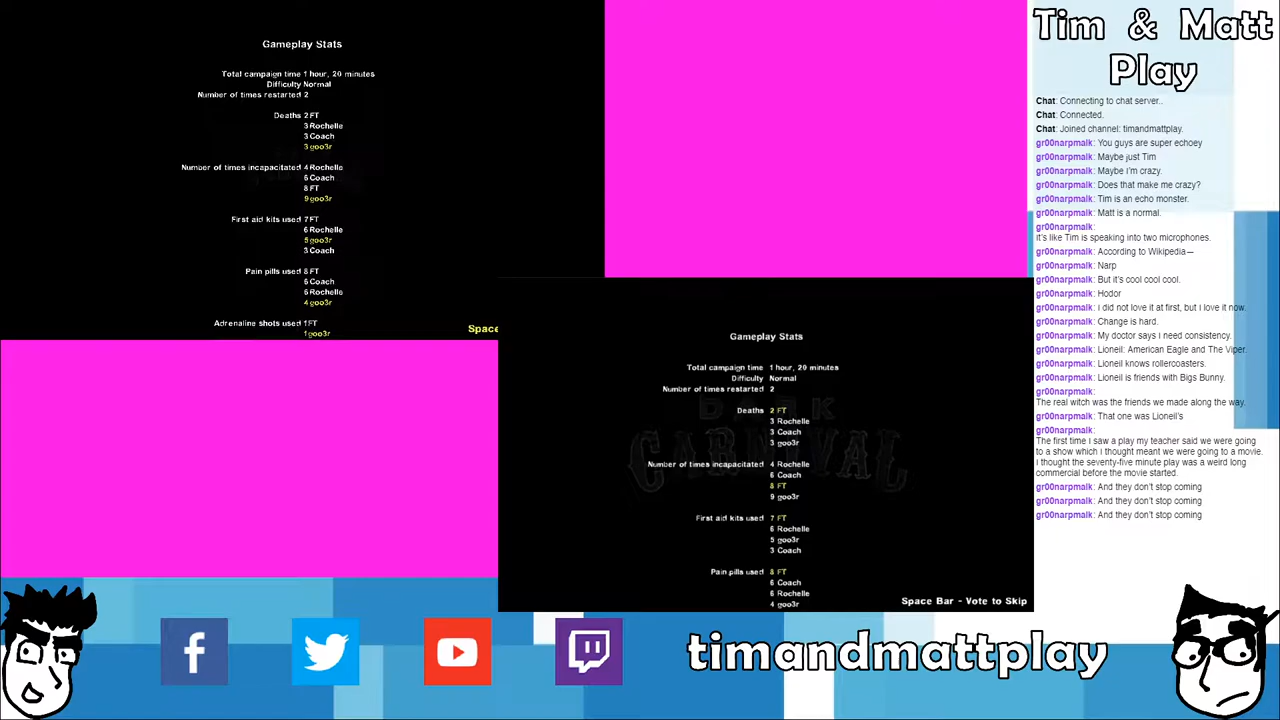 Gameplay Stats
Total campaign time 1 hour, 20 minutes
Difficulty Normal
Number of times restarted 2
Deaths 2 FT
3 Rochelle
3 Coach
3 goo3r
Number of times incapacitated 4 Rochelle
6 Coach
8 FT
9 goo3r
First aid kits used 7 FT
6 Rochelle
5 goo3r
3 Coach
Pain pills used 8 FT
6 Coach
6 Rochelle
4 goo3r
Adrenaline shots used 1 FT
1 goo3r
Space
Gameplay Stats
Total campaign time 1 hour, 20 minutes
Difficulty Normal
Number of times restarted 2
DARK
CARNIVAL
Deaths 2 FT
3 Rochelle
3 Coach
3 goo3r
Number of times incapacitated 4 Rochelle
6 Coach
8 FT
9 goo3r
First aid kits used 7 FT
6 Rochelle
5 goo3r
3 Coach
Pain pills used 8 FT
6 Coach
6 Rochelle
4 goo3r
Space Bar - Vote to Skip
Tim & Matt
Play
Chat: Connecting to chat server..
Chat: Connected.
Chat: Joined channel: timandmattplay.
gr00narpmalk: You guys are super echoey
gr00narpmalk: Maybe just Tim
gr00narpmalk: Maybe I'm crazy.
gr00narpmalk: Does that make me crazy?
gr00narpmalk: Tim is an echo monster.
gr00narpmalk: Matt is a normal.
gr00narpmalk:
it's like Tim is speaking into two microphones.
gr00narpmalk: According to Wikipedia—
gr00narpmalk: Narp
gr00narpmalk: But it's cool cool cool.
gr00narpmalk: Hodor
gr00narpmalk: I did not love it at first, but I love it now.
gr00narpmalk: Change is hard.
gr00narpmalk: My doctor says I need consistency.
gr00narpmalk: Lioneil: American Eagle and The Viper.
gr00narpmalk: Lioneil knows rollercoasters.
gr00narpmalk: Lioneil is friends with Bigs Bunny.
gr00narpmalk:
The real witch was the friends we made along the way.
gr00narpmalk: That one was Lioneil's
gr00narpmalk:
The first time I saw a play my teacher said we were going
to a show which I thought meant we were going to a movie.
I thought the seventy-five minute play was a weird long
commercial before the movie started.
gr00narpmalk: And they don't stop coming
gr00narpmalk: And they don't stop coming
gr00narpmalk: And they don't stop coming
timandmattplay